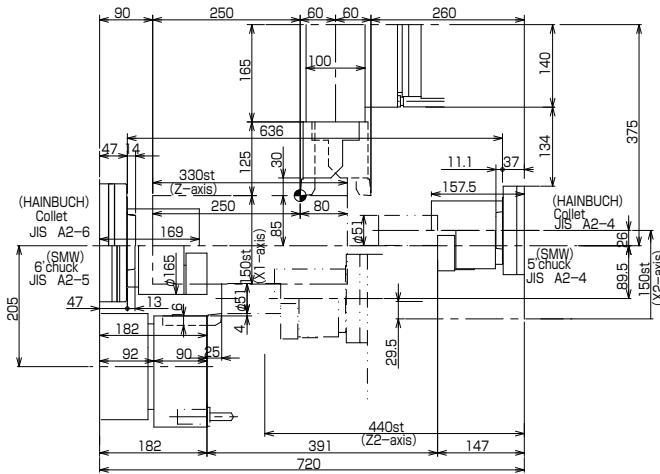 90
250
60
60
260
100
165
140
375
636
134
125
30
47
14
11.1
37
330st
(Z-axis)
157.5
(HAINBUCH)
Collet
JIS A2-6
(HAINBUCH)
Collet
JIS A2-4
250
80
169
85
φ51
26
(SMW)
6"chuck
JIS A2-5
(SMW)
5"chuck
JIS A2-4
φ165
150st
(X1-axis)
89.5
150st
(X2-axis)
47
13
205
182
6
φ51
4
29.5
92
90
25
440st
(Z2-axis)
182
391
147
720